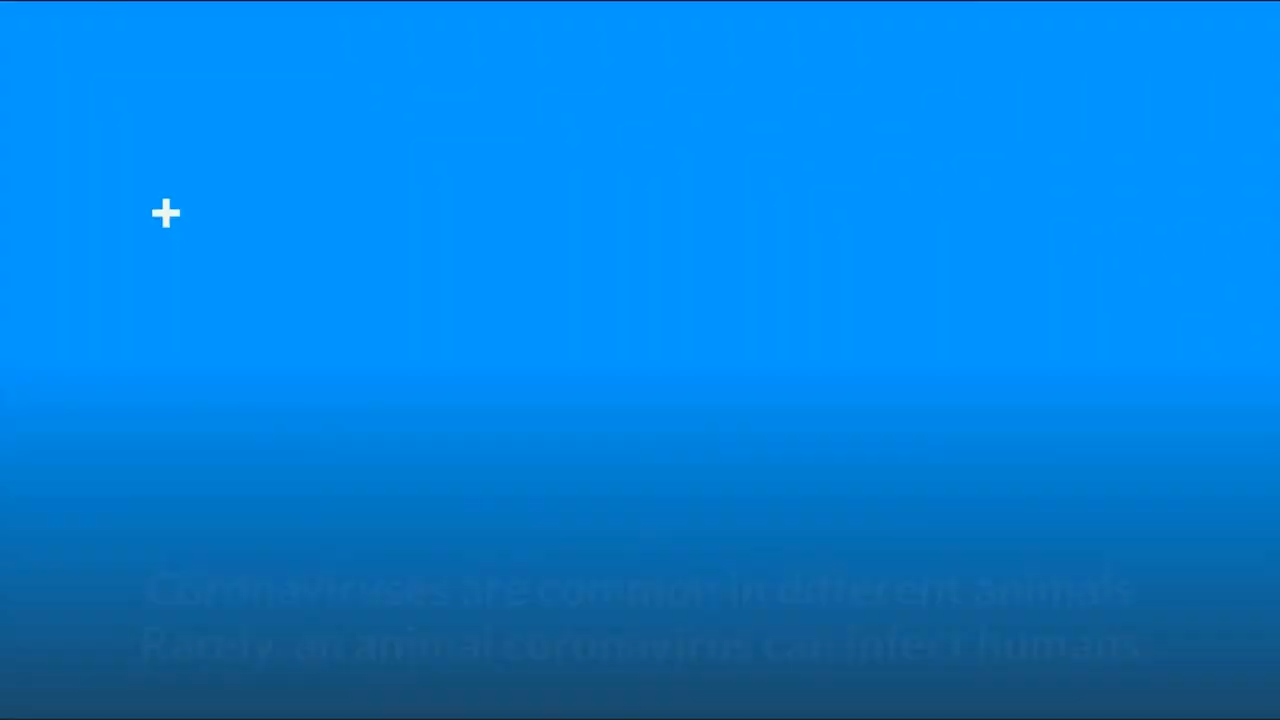 Coronaviruses are common in different animals.
Rarely, an animal coronavirus can infect humans.